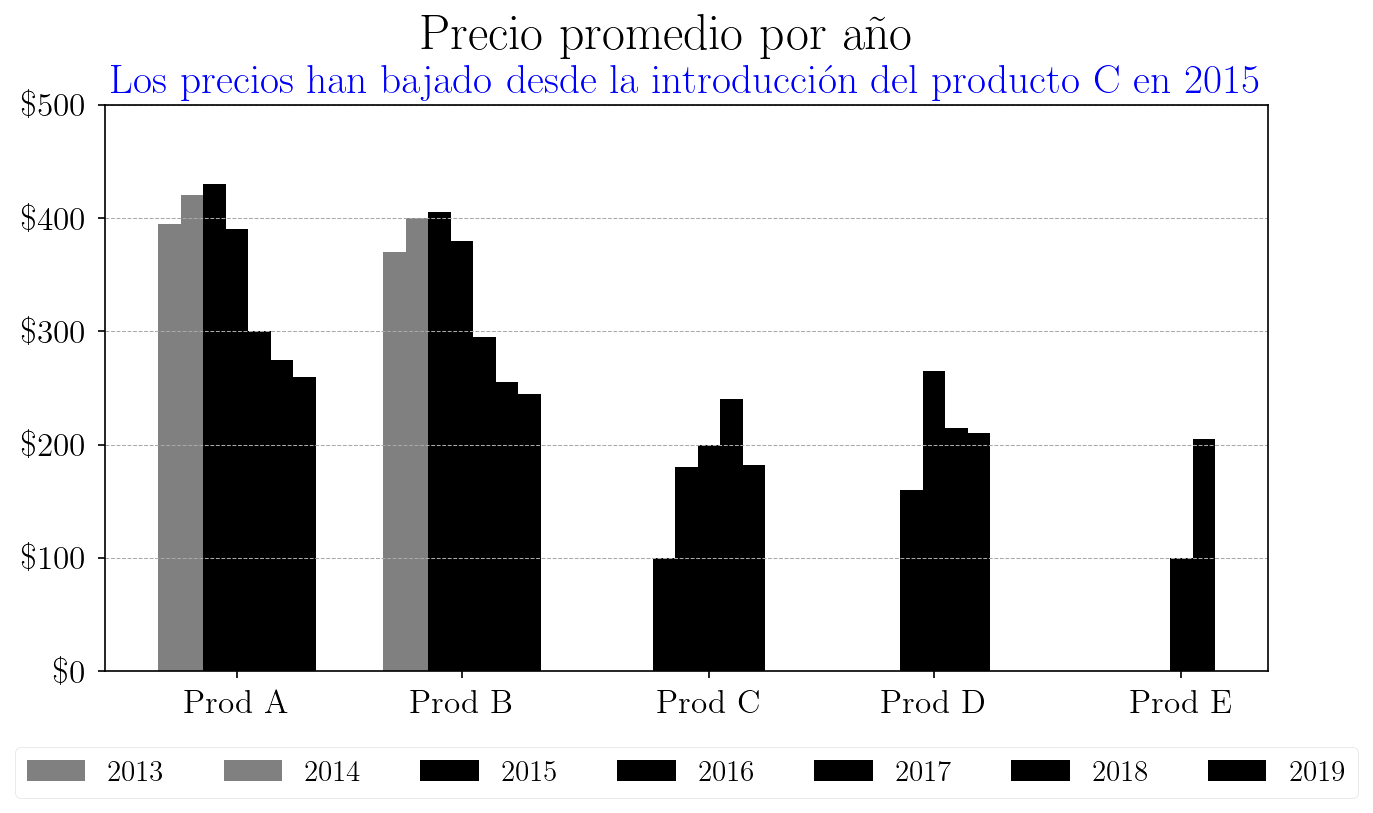 Precio promedio por año
Los precios han bajado desde la introducción del producto C en 2015
$500
$400
$300
$200
$100
$0
Prod A Prod B Prod C Prod D Prod E
2013 2014 2015 2016 2017 2018 2019